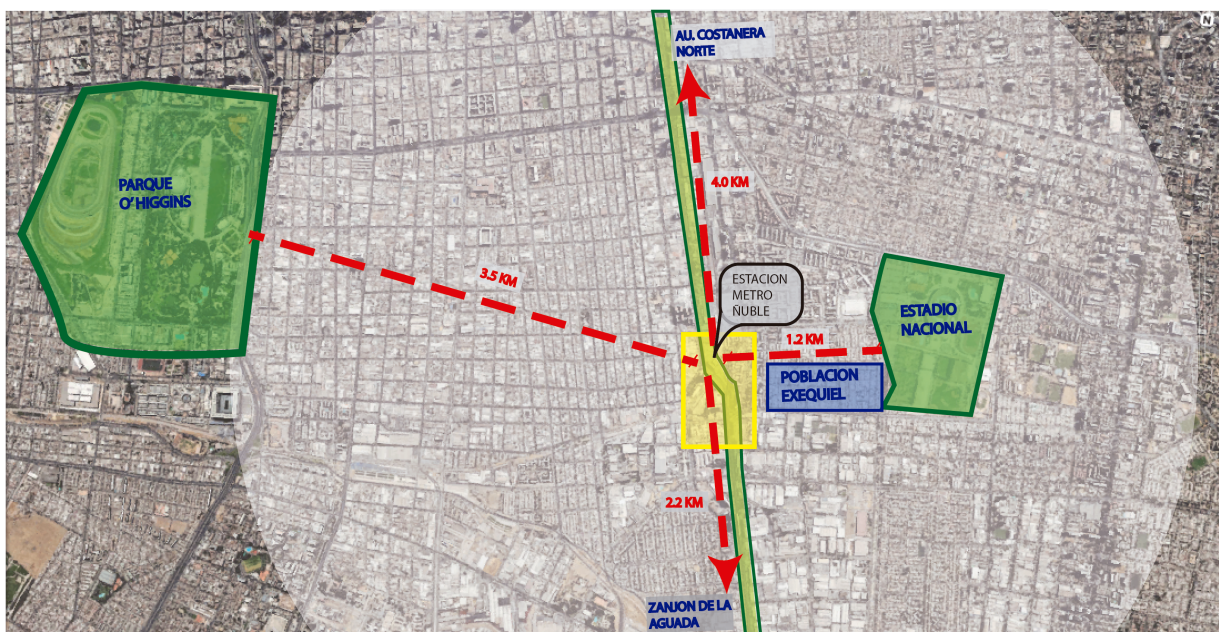 AU. COSTANERA
NORTE
PARQUE
O' HIGGINS
4.0 KM
3.5 KM
ESTACION
METRO
ÑUBLE
ESTADIO
NACIONAL
1.2 KM
POBLACION
EXEQUIEL
2.2 KM
ZANJON DE LA
AGUADA
N